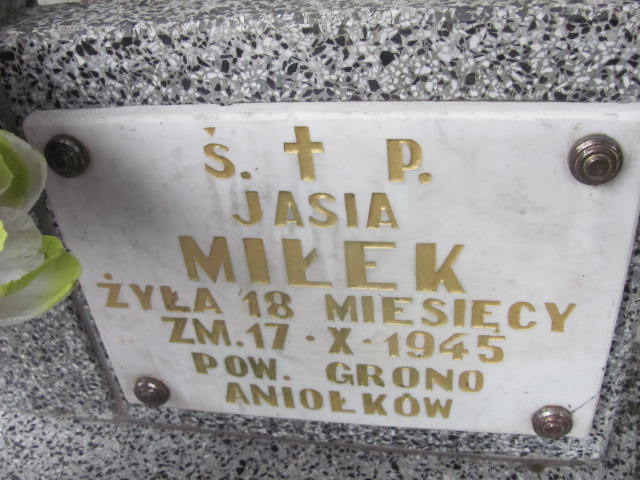 Ś. † P.
JASIA
MIŁEK
ŻYŁA 18 MIESIĘCY
ZM. 17 · X · 1945
POW. GRONO
ANIOŁKÓW